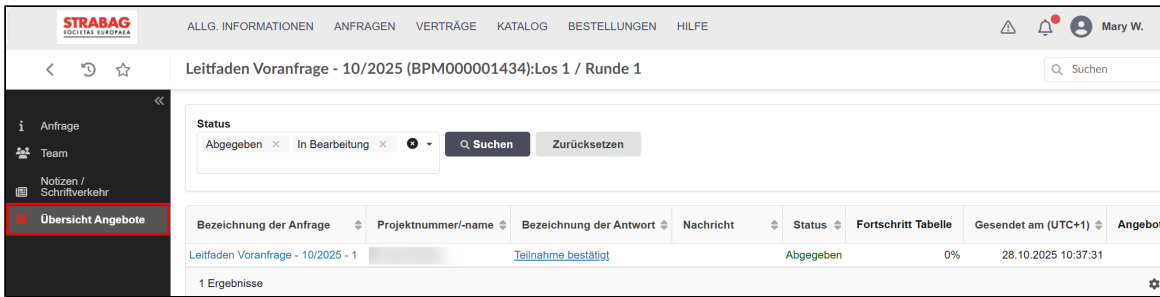 STRABAG
SOCIETAS EUROPAEA
ALLG. INFORMATIONEN ANFRAGEN VERTRÄGE KATALOG BESTELLUNGEN HILFE
Mary W.
Leitfaden Voranfrage - 10/2025 (BPM000001434):Los 1 / Runde 1
Suchen
Anfrage
Team
Notizen /
Schriftverkehr
Übersicht Angebote
Status
Abgegeben In Bearbeitung
Suchen
Zurücksetzen
Bezeichnung der Anfrage Projektnummer/-name Bezeichnung der Antwort Nachricht Status Fortschritt Tabelle Gesendet am (UTC+1) Angebot
Leitfaden Voranfrage - 10/2025 - 1 Teilnahme bestätigt Abgegeben 0% 28.10.2025 10:37:31
1 Ergebnisse